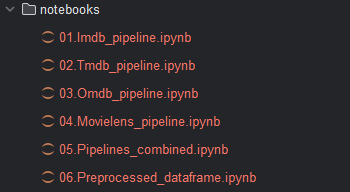 notebooks
01.Imdb_pipeline.ipynb
02.Tmdb_pipeline.ipynb
03.Omdb_pipeline.ipynb
04.Movielens_pipeline.ipynb
05.Pipelines_combined.ipynb
06.Preprocessed_dataframe.ipynb